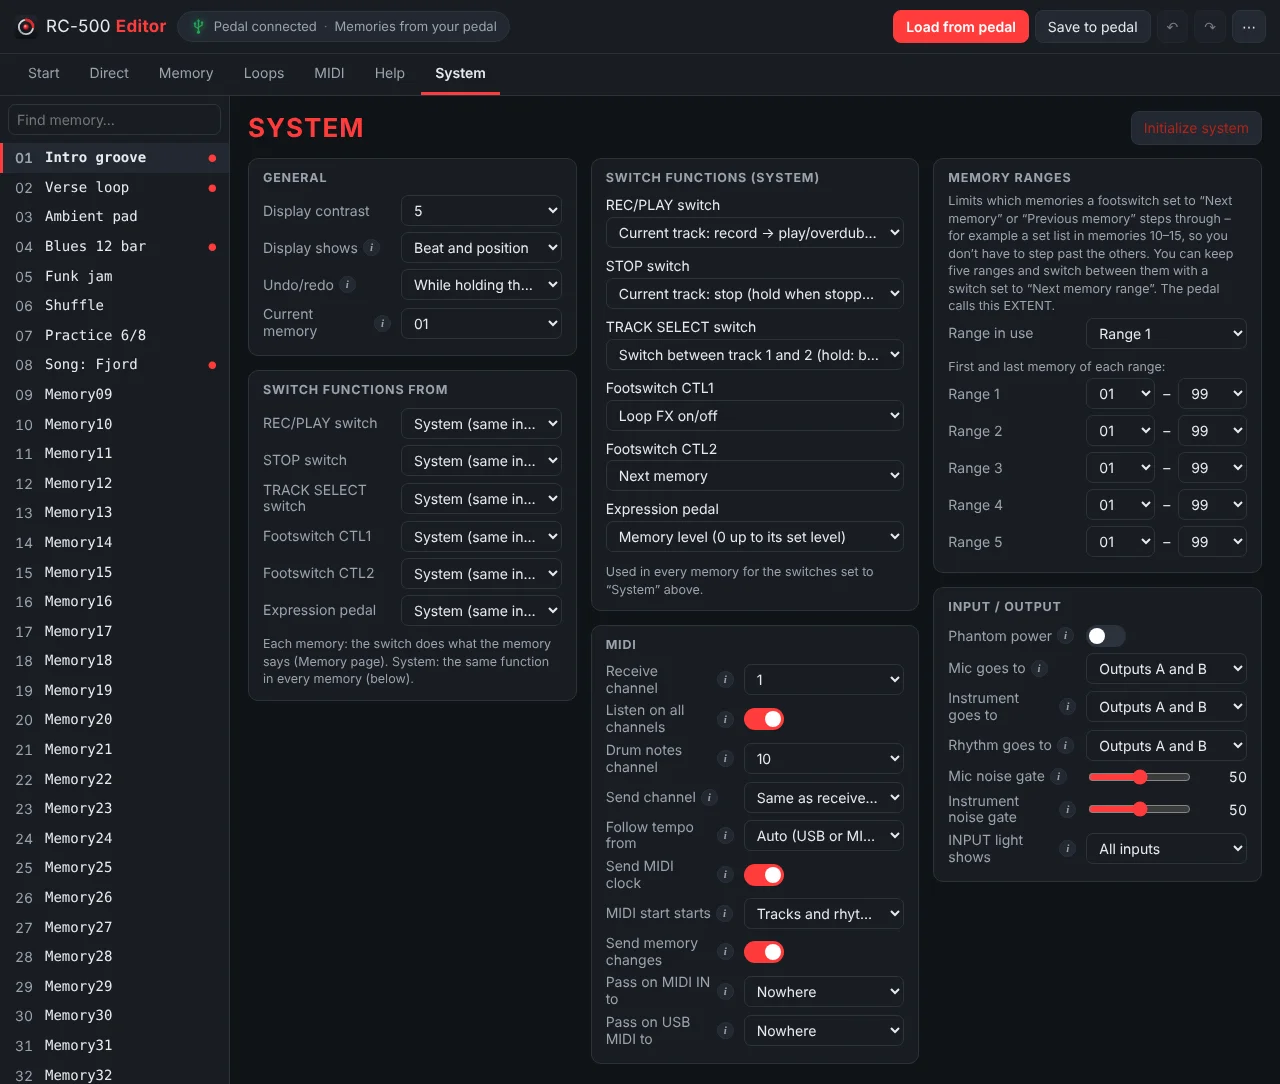 RC-500 Editor
Pedal connected · Memories from your pedal
Load from pedal
Save to pedal
Start
Direct
Memory
Loops
MIDI
Help
System
Find memory...
01 Intro groove
02 Verse loop
03 Ambient pad
04 Blues 12 bar
05 Funk jam
06 Shuffle
07 Practice 6/8
08 Song: Fjord
09 Memory09
10 Memory10
11 Memory11
12 Memory12
13 Memory13
14 Memory14
15 Memory15
16 Memory16
17 Memory17
18 Memory18
19 Memory19
20 Memory20
21 Memory21
22 Memory22
23 Memory23
24 Memory24
25 Memory25
26 Memory26
27 Memory27
28 Memory28
29 Memory29
30 Memory30
31 Memory31
32 Memory32
SYSTEM
Initialize system
GENERAL
Display contrast 5
Display shows i Beat and position
Undo/redo i While holding th...
Current
memory i 01
SWITCH FUNCTIONS FROM
REC/PLAY switch System (same in...
STOP switch System (same in...
TRACK SELECT
switch System (same in...
Footswitch CTL1 System (same in...
Footswitch CTL2 System (same in...
Expression pedal System (same in...
Each memory: the switch does what the memory
says (Memory page). System: the same function
in every memory (below).
SWITCH FUNCTIONS (SYSTEM)
REC/PLAY switch
Current track: record → play/overdub...
STOP switch
Current track: stop (hold when stopp...
TRACK SELECT switch
Switch between track 1 and 2 (hold: b...
Footswitch CTL1
Loop FX on/off
Footswitch CTL2
Next memory
Expression pedal
Memory level (0 up to its set level)
Used in every memory for the switches set to
“System” above.
MIDI
Receive
channel i 1
Listen on all
channels i
Drum notes
channel i 10
Send channel i Same as receive...
Follow tempo
from i Auto (USB or MI...
Send MIDI
clock i
MIDI start starts i Tracks and rhyt...
Send memory
changes i
Pass on MIDI IN
to i Nowhere
Pass on USB
MIDI to i Nowhere
MEMORY RANGES
Limits which memories a footswitch set to “Next
memory” or “Previous memory” steps through –
for example a set list in memories 10–15, so you
don’t have to step past the others. You can keep
five ranges and switch between them with a
switch set to “Next memory range”. The pedal
calls this EXTENT.
Range in use Range 1
First and last memory of each range:
Range 1 01 – 99
Range 2 01 – 99
Range 3 01 – 99
Range 4 01 – 99
Range 5 01 – 99
INPUT / OUTPUT
Phantom power i
Mic goes to i Outputs A and B
Instrument
goes to i Outputs A and B
Rhythm goes to i Outputs A and B
Mic noise gate i 50
Instrument
noise gate i 50
INPUT light
shows i All inputs